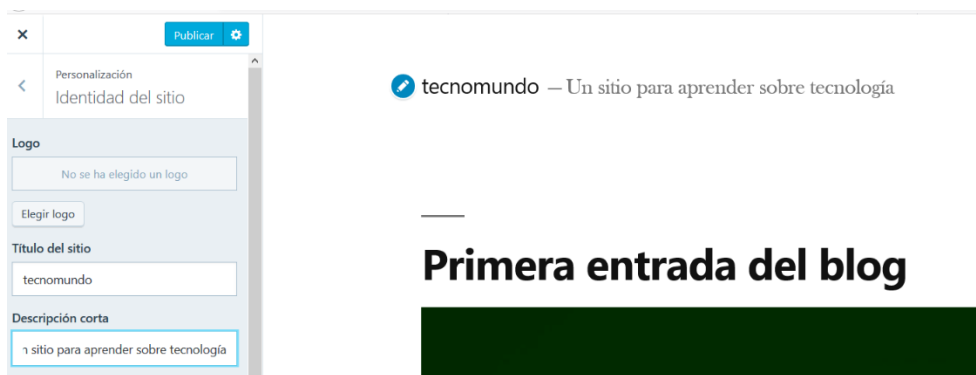 Publicar
Personalización
Identidad del sitio
Logo
No se ha elegido un logo
Elegir logo
Título del sitio
tecnomundo
Descripción corta
sitio para aprender sobre tecnología
tecnomundo — Un sitio para aprender sobre tecnología
Primera entrada del blog